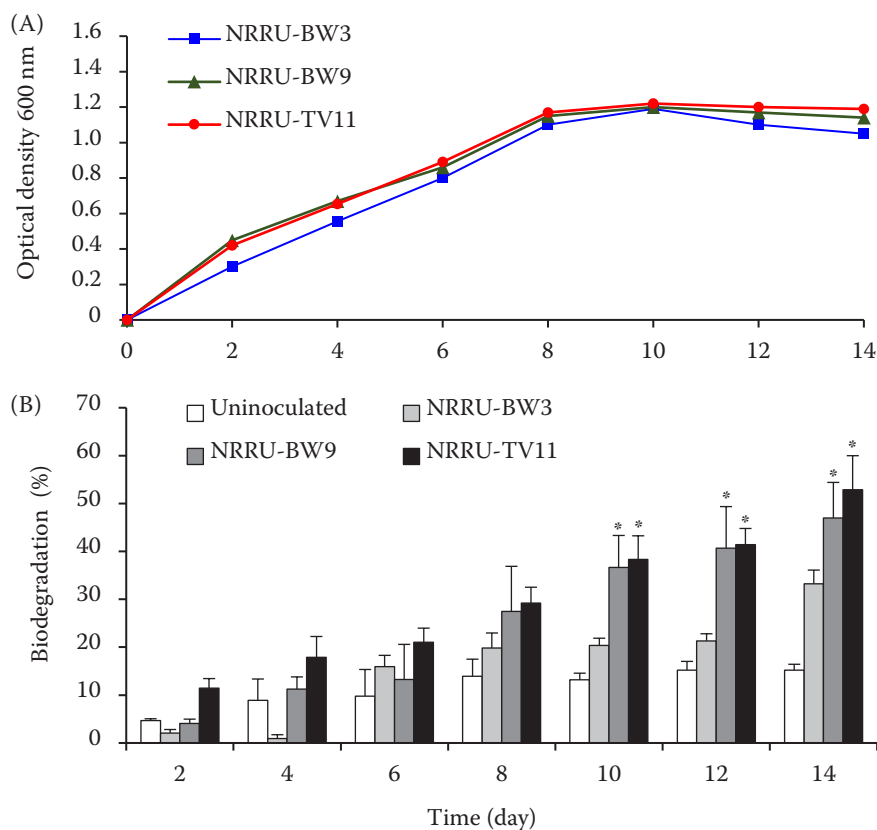 (A)
1.6
1.4
1.2
1.0
0.8
0.6
0.4
0.2
0
Optical density 600 nm
NRRU-BW3
NRRU-BW9
NRRU-TV11
0 2 4 6 8 10 12 14
(B)
70
60
50
40
30
20
10
0
Biodegradation (%)
Uninoculated NRRU-BW3
NRRU-BW9 NRRU-TV11
* * * * * *
2 4 6 8 10 12 14
Time (day)